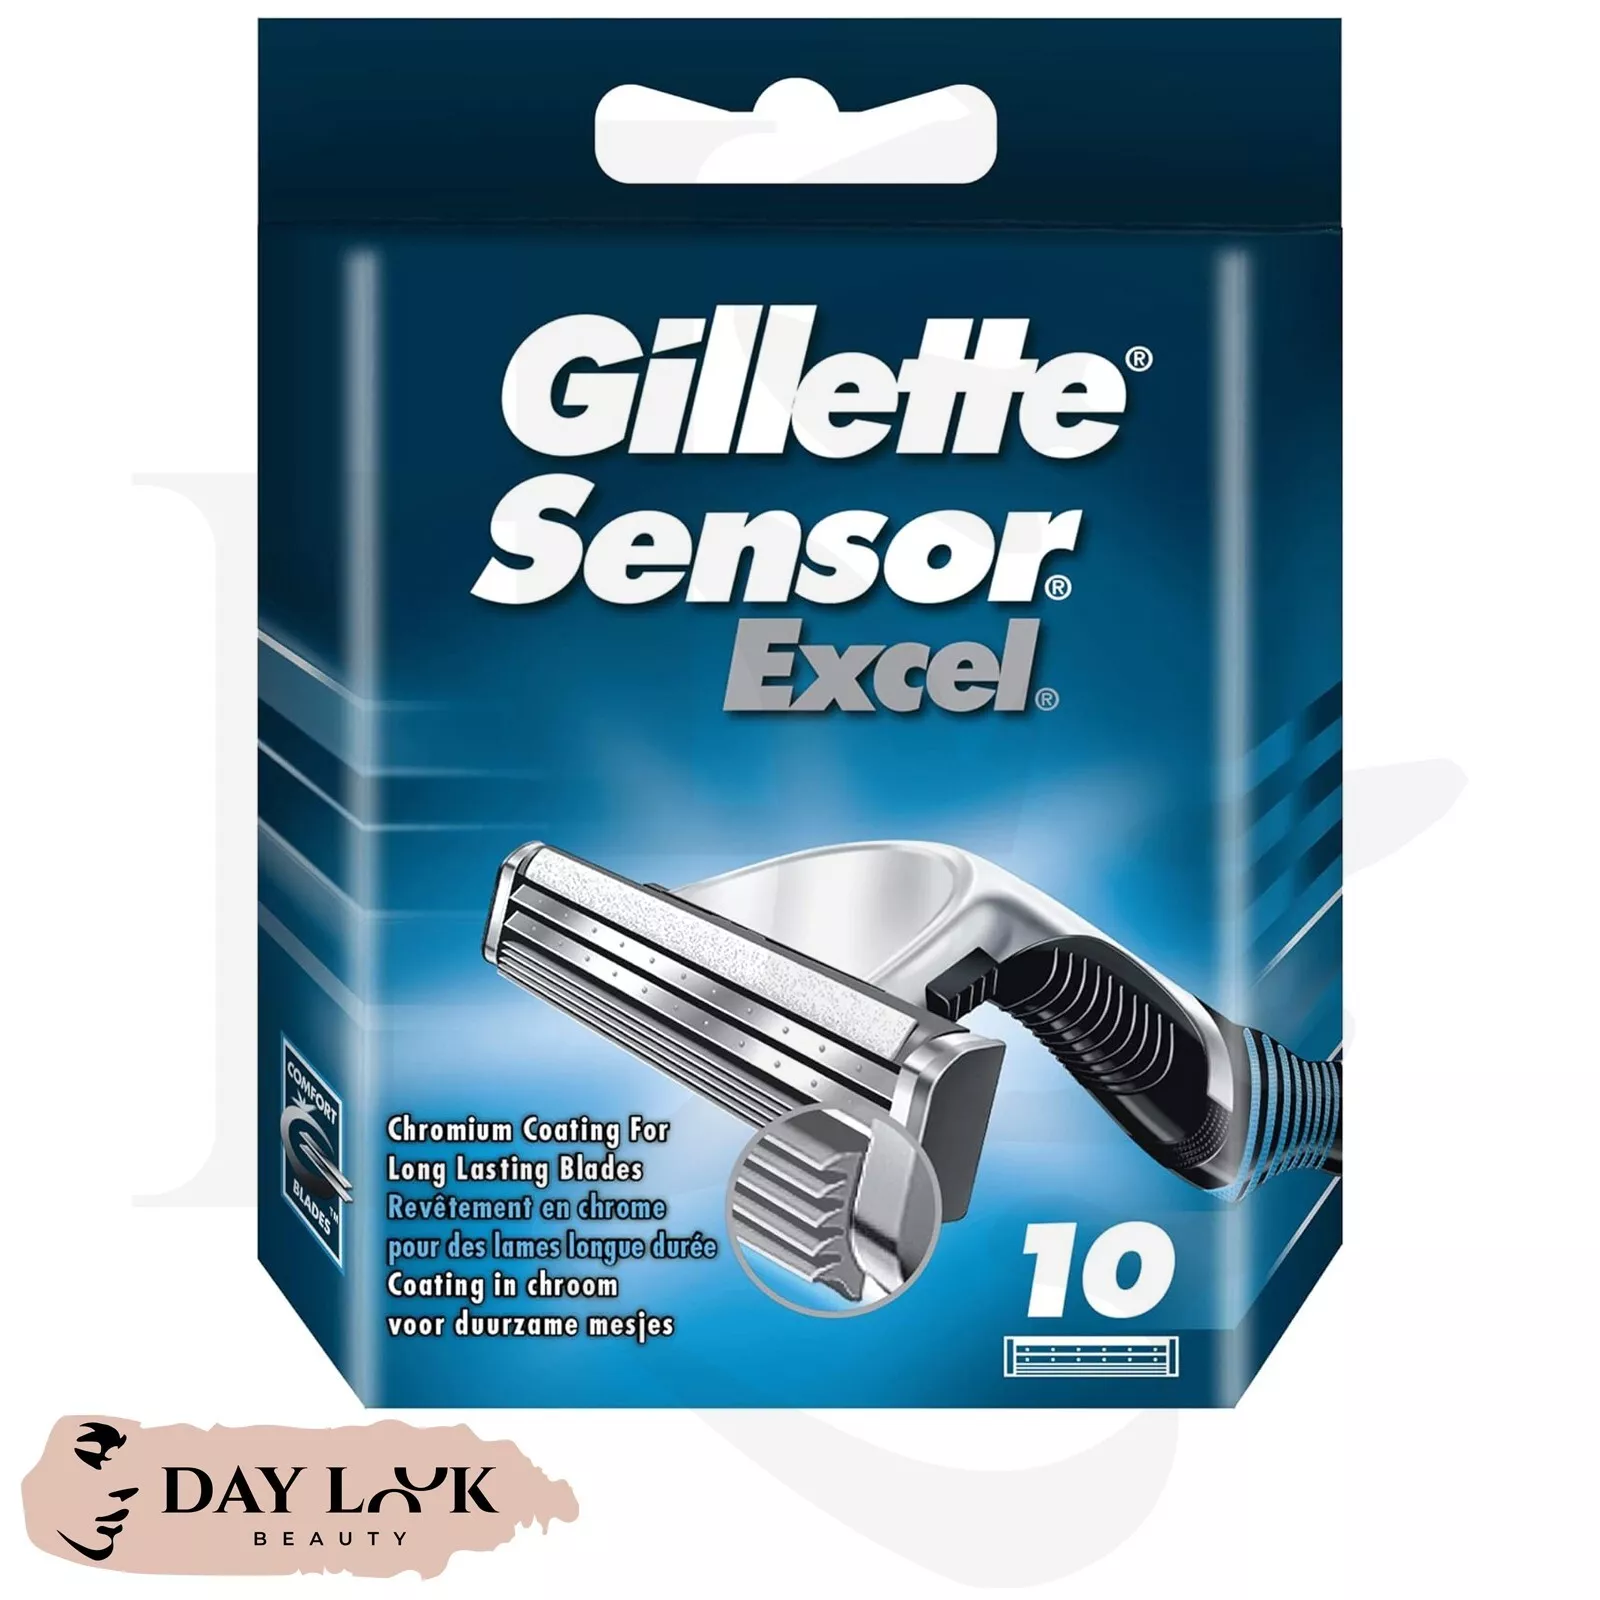 Gillette®
Sensor®
Excel®
COMFORT
BLADES™
Chromium Coating For
Long Lasting Blades
Revêtement en chrome
pour des lames longue durée
Coating in chroom
voor duurzame mesjes
10
DAY LOOK
BEAUTY